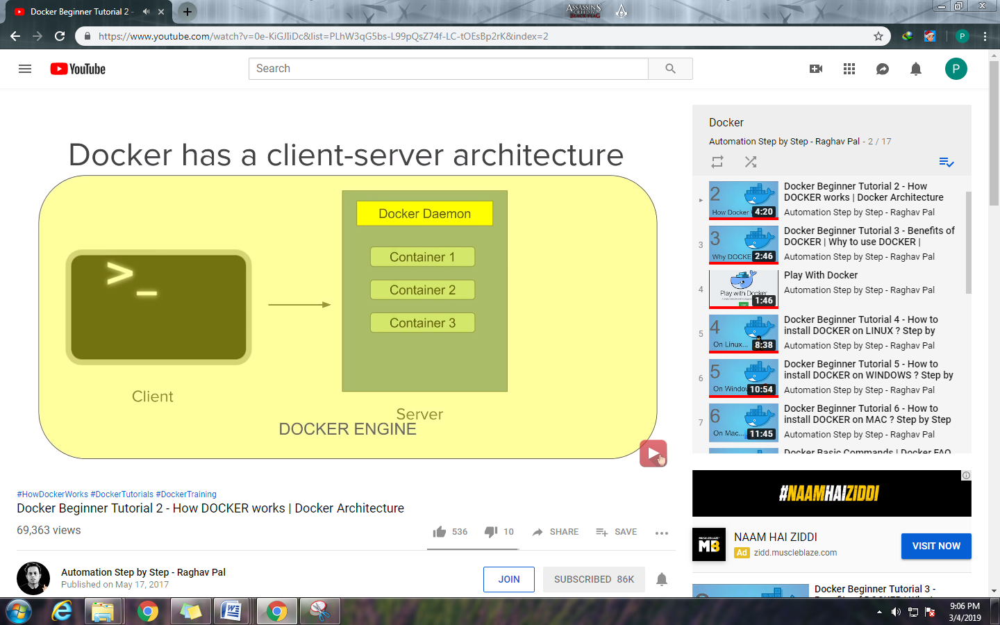 Docker Beginner Tutorial 2 -
ASSASSIN'S
CREED IV
BLACK FLAG
https://www.youtube.com/watch?v=0e-KiGJIiDc&list=PLhW3qG5bs-L99pQsZ74f-LC-tOEsBp2rK&index=2
P
YouTube
Search
P
Docker has a client-server architecture
Docker Daemon
Container 1
Container 2
Container 3
>_
Client
Server
DOCKER ENGINE
#HowDockerWorks #DockerTutorials #DockerTraining
Docker Beginner Tutorial 2 - How DOCKER works | Docker Architecture
69,363 views
536
10
SHARE
SAVE
Automation Step by Step - Raghav Pal
Published on May 17, 2017
JOIN
SUBSCRIBED 86K
Docker
Automation Step by Step - Raghav Pal - 2 / 17
2
How Docker
4:20
Docker Beginner Tutorial 2 - How
DOCKER works | Docker Architecture
Automation Step by Step - Raghav Pal
3
3
Why DOCKE
2:46
Docker Beginner Tutorial 3 - Benefits of
DOCKER | Why to use DOCKER |
Automation Step by Step - Raghav Pal
4
Play with Docker
1:46
Play With Docker
Automation Step by Step - Raghav Pal
5
4
On Linux...
8:38
Docker Beginner Tutorial 4 - How to
install DOCKER on LINUX ? Step by
Automation Step by Step - Raghav Pal
6
5
On Windo
10:54
Docker Beginner Tutorial 5 - How to
install DOCKER on WINDOWS ? Step by
Automation Step by Step - Raghav Pal
7
6
On Mac...
11:45
Docker Beginner Tutorial 6 - How to
install DOCKER on MAC ? Step by Step
Automation Step by Step - Raghav Pal
Docker Basic Commands | Docker FAQ
#NAAMHAIZIDDI
MUSCLEBLAZE
MB
NAAM HAI ZIDDI
Ad zidd.muscleblaze.com
VISIT NOW
Docker Beginner Tutorial 3 -
9:06 PM
3/4/2019